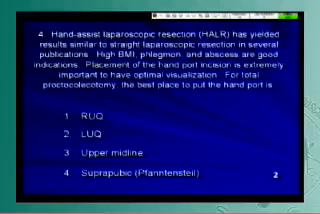 4. Hand-assist laparoscopic resection (HALR) has yielded
results similar to straight laparoscopic resection in several
publications. High BMI, phlegmon, and abscess are good
indications. Placement of the hand port incision is extremely
important to have optimal visualization. For total
proctocolectomy, the best place to put the hand port is
1. RUQ
2. LUQ
3. Upper midline
4. Suprapubic (Pfanntensteil)
2